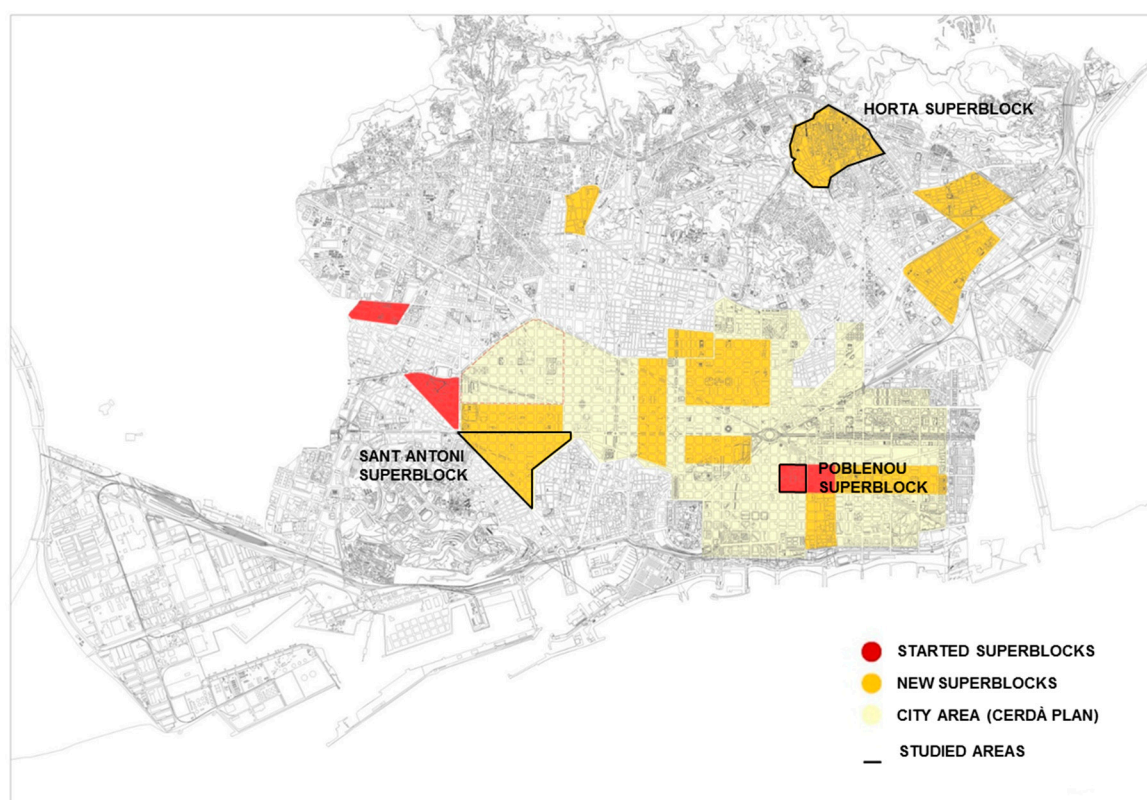 HORTA SUPERBLOCK
SANT ANTONI
SUPERBLOCK
POBLENOU
SUPERBLOCK
STARTED SUPERBLOCKS
NEW SUPERBLOCKS
CITY AREA (CERDÀ PLAN)
STUDIED AREAS